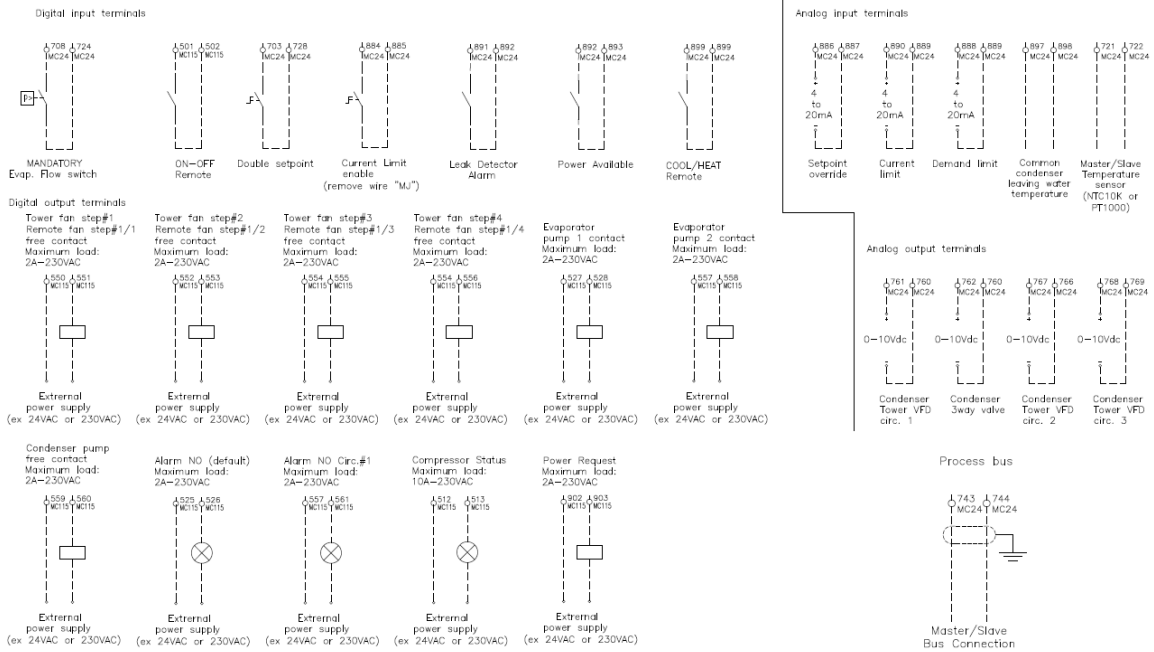 Digital input terminals
708 724
MC24 MC24
P>
MANDATORY
Evap. Flow switch
501 502
MC115 MC115
ON-OFF
Remote
703 728
MC24 MC24
Double setpoint
884 885
MC24 MC24
Current Limit
enable
(remove wire "MJ")
891 892
MC24 MC24
Leak Detector
Alarm
892 893
MC24 MC24
Power Available
899 899
MC24 MC24
COOL/HEAT
Remote
Analog input terminals
886 887
MC24 MC24
+
4
to
20mA
-
Setpoint
override
890 889
MC24 MC24
+
4
to
20mA
-
Current
limit
888 889
MC24 MC24
+
4
to
20mA
-
Demand limit
897 898
MC24 MC24
Common
condenser
leaving water
temperature
721 722
MC24 MC24
Master/Slave
Temperature
sensor
(NTC10K or
PT1000)
Digital output terminals
Tower fan step#1
Remote fan step#1/1
free contact
Maximum load:
2A-230VAC
550 551
MC115 MC115
Extrernal
power supply
(ex 24VAC or 230VAC)
Tower fan step#2
Remote fan step#1/2
free contact
Maximum load:
2A-230VAC
552 553
MC115 MC115
Extrernal
power supply
(ex 24VAC or 230VAC)
Tower fan step#3
Remote fan step#1/3
free contact
Maximum load:
2A-230VAC
554 555
MC115 MC115
Extrernal
power supply
(ex 24VAC or 230VAC)
Tower fan step#4
Remote fan step#1/4
free contact
Maximum load:
2A-230VAC
554 556
MC115 MC115
Extrernal
power supply
(ex 24VAC or 230VAC)
Evaporator
pump 1 contact
Maximum load:
2A-230VAC
527 528
MC115 MC115
Extrernal
power supply
(ex 24VAC or 230VAC)
Evaporator
pump 2 contact
Maximum load:
2A-230VAC
557 558
MC115 MC115
Extrernal
power supply
(ex 24VAC or 230VAC)
Analog output terminals
761 760
MC24 MC24
+
0-10Vdc
-
Condenser
Tower VFD
circ. 1
762 760
MC24 MC24
+
0-10Vdc
-
Condenser
3way valve
767 766
MC24 MC24
+
0-10Vdc
-
Condenser
Tower VFD
circ. 2
768 769
MC24 MC24
+
0-10Vdc
-
Condenser
Tower VFD
circ. 3
Condenser pump
free contact
Maximum load:
2A-230VAC
559 560
MC115 MC115
Extrernal
power supply
(ex 24VAC or 230VAC)
Alarm NO (default)
Maximum load:
2A-230VAC
525 526
MC115 MC115
Extrernal
power supply
(ex 24VAC or 230VAC)
Alarm NO Circ.#1
Maximum load:
2A-230VAC
557 561
MC115 MC115
Extrernal
power supply
(ex 24VAC or 230VAC)
Compressor Status
Maximum load:
10A-230VAC
512 513
MC115 MC115
Extrernal
power supply
(ex 24VAC or 230VAC)
Power Request
Maximum load:
2A-230VAC
902 903
MC115 MC115
Extrernal
power supply
(ex 24VAC or 230VAC)
Process bus
743 744
MC24 MC24
Master/Slave
Bus Connection